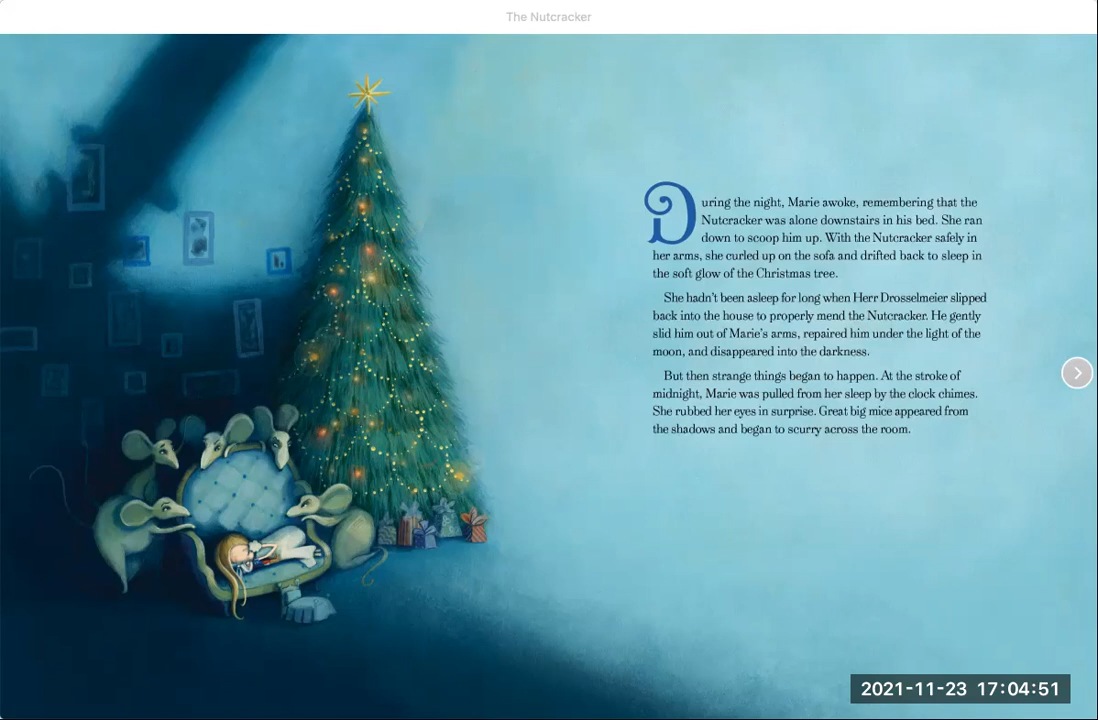 The Nutcracker
During the night, Marie awoke, remembering that the
Nutcracker was alone downstairs in his bed. She ran
down to scoop him up. With the Nutcracker safely in
her arms, she curled up on the sofa and drifted back to sleep in
the soft glow of the Christmas tree.
She hadn't been asleep for long when Herr Drosselmeier slipped
back into the house to properly mend the Nutcracker. He gently
slid him out of Marie's arms, repaired him under the light of the
moon, and disappeared into the darkness.
But then strange things began to happen. At the stroke of
midnight, Marie was pulled from her sleep by the clock chimes.
She rubbed her eyes in surprise. Great big mice appeared from
the shadows and began to scurry across the room.
2021-11-23 17:04:51